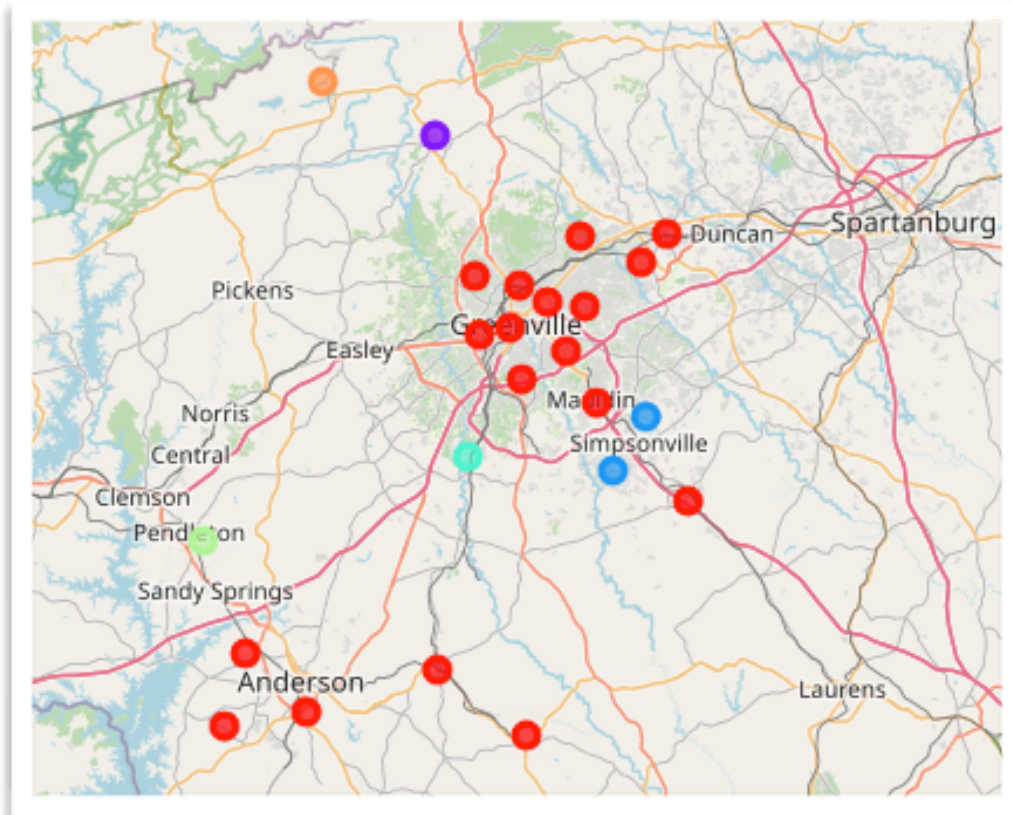 Spartanburg
Duncan
Pickens
Greenville
Easley
Mauldin
Norris
Simpsonville
Central
Clemson
Pendleton
Sandy Springs
Anderson
Laurens